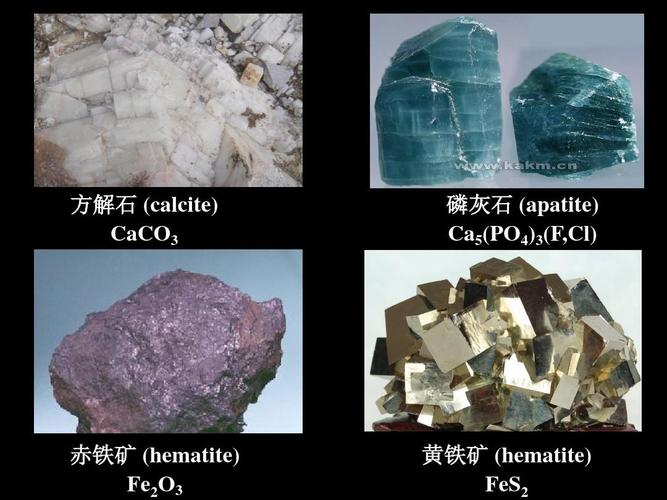 www.kakm.cn
方解石 (calcite)
CaCO₃
磷灰石 (apatite)
Ca₅(PO₄)₃(F,Cl)
赤铁矿 (hematite)
Fe₂O₃
黄铁矿 (hematite)
FeS₂